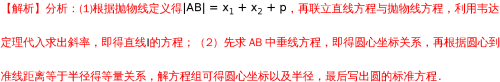 【解析】分析：(1)根据抛物线定义得|AB| = x₁ + x₂ + p，再联立直线方程与抛物线方程，利用韦达
定理代入求出斜率，即得直线l的方程；（2）先求 AB 中垂线方程，即得圆心坐标关系，再根据圆心到
准线距离等于半径得等量关系，解方程组可得圆心坐标以及半径，最后写出圆的标准方程.